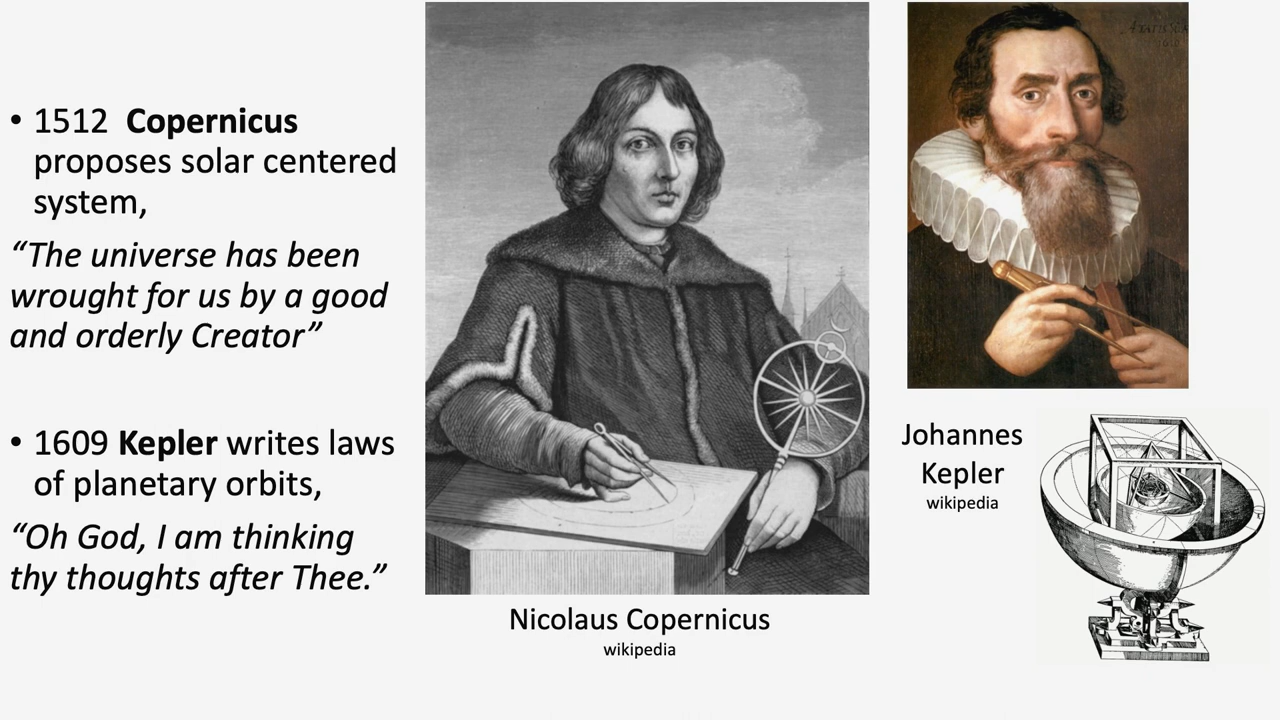 • 1512 Copernicus
proposes solar centered
system,
“The universe has been
wrought for us by a good
and orderly Creator”
• 1609 Kepler writes laws
of planetary orbits,
“Oh God, I am thinking
thy thoughts after Thee.”
Nicolaus Copernicus
wikipedia
Johannes
Kepler
wikipedia